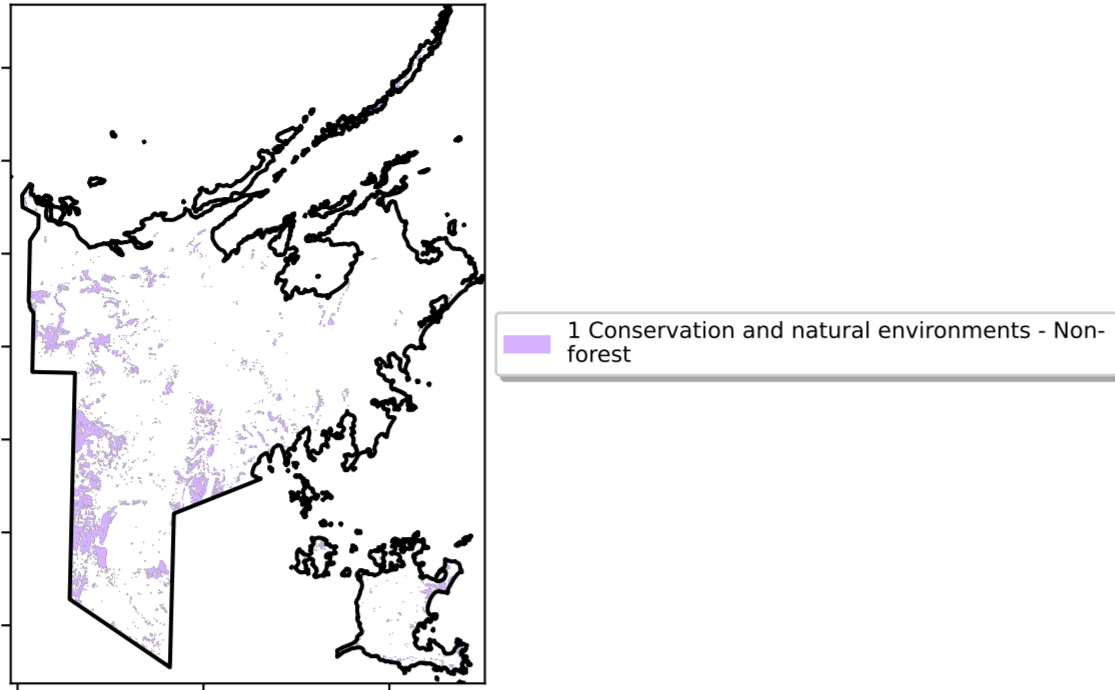 1 Conservation and natural environments - Non-
forest